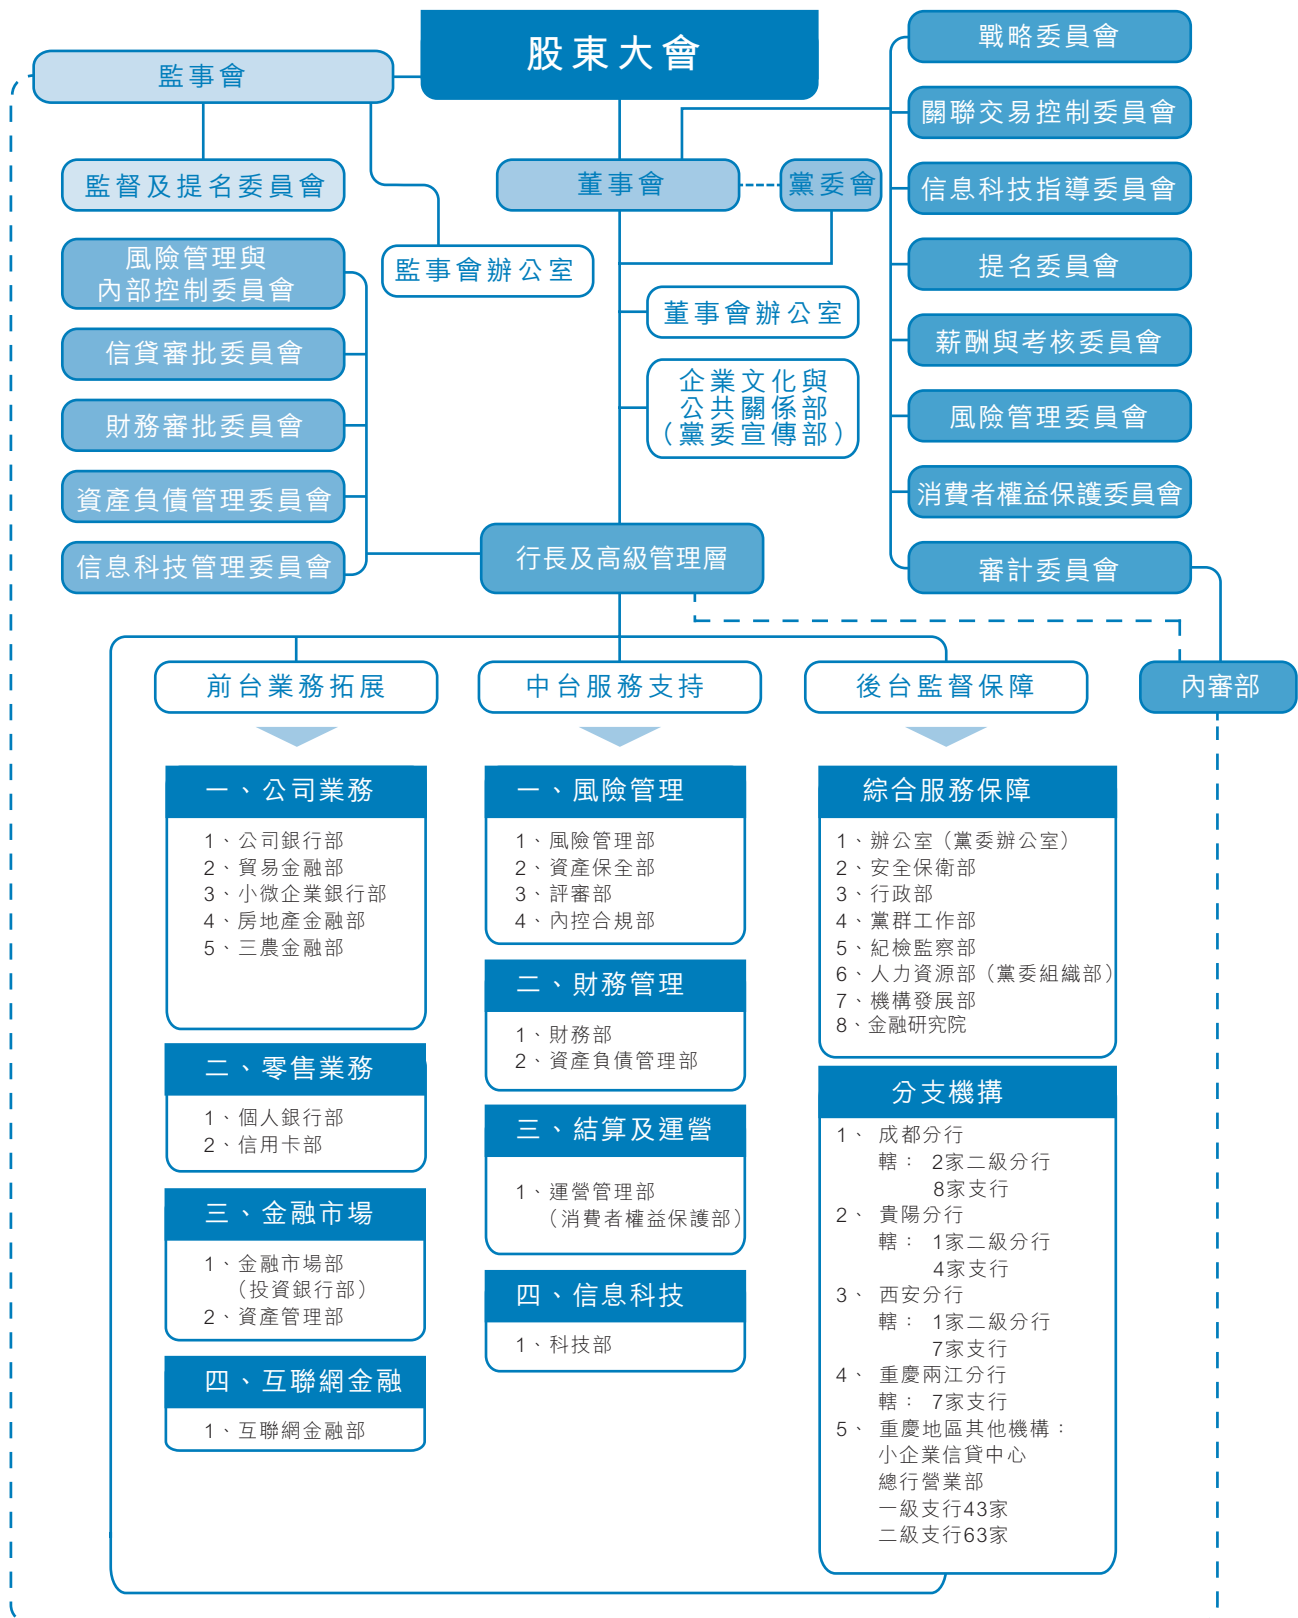 股東大會
監事會
監督及提名委員會
監事會辦公室
董事會
黨委會
董事會辦公室
企業文化與
公共關係部
（黨委宣傳部）
戰略委員會
關聯交易控制委員會
信息科技指導委員會
提名委員會
薪酬與考核委員會
風險管理委員會
消費者權益保護委員會
審計委員會
風險管理與
內部控制委員會
信貸審批委員會
財務審批委員會
資產負債管理委員會
信息科技管理委員會
行長及高級管理層
內審部
前台業務拓展
一、公司業務
1、公司銀行部
2、貿易金融部
3、小微企業銀行部
4、房地產金融部
5、三農金融部
二、零售業務
1、個人銀行部
2、信用卡部
三、金融市場
1、金融市場部
（投資銀行部）
2、資產管理部
四、互聯網金融
1、互聯網金融部
中台服務支持
一、風險管理
1、風險管理部
2、資產保全部
3、評審部
4、內控合規部
二、財務管理
1、財務部
2、資產負債管理部
三、結算及運營
1、運營管理部
（消費者權益保護部）
四、信息科技
1、科技部
後台監督保障
綜合服務保障
1、辦公室（黨委辦公室）
2、安全保衛部
3、行政部
4、黨群工作部
5、紀檢監察部
6、人力資源部（黨委組織部）
7、機構發展部
8、金融研究院
分支機搆
1、 成都分行
轄： 2家二級分行
8家支行
2、 貴陽分行
轄： 1家二級分行
4家支行
3、 西安分行
轄： 1家二級分行
7家支行
4、 重慶兩江分行
轄： 7家支行
5、 重慶地區其他機構：
小企業信貸中心
總行營業部
一級支行43家
二級支行63家